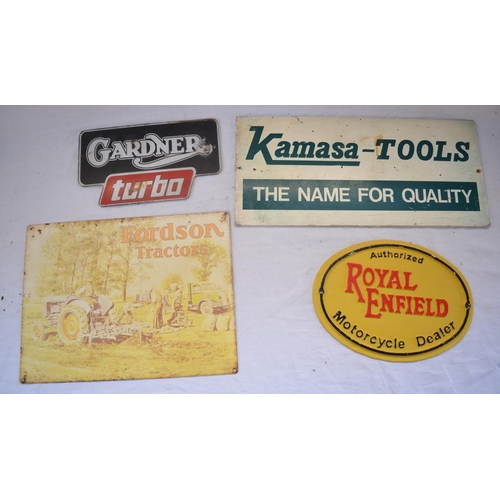 GARDNER
turbo
Kamasa-TOOLS
THE NAME FOR QUALITY
Fordson
Tractors
Authorized
ROYAL
ENFIELD
Motorcycle Dealer